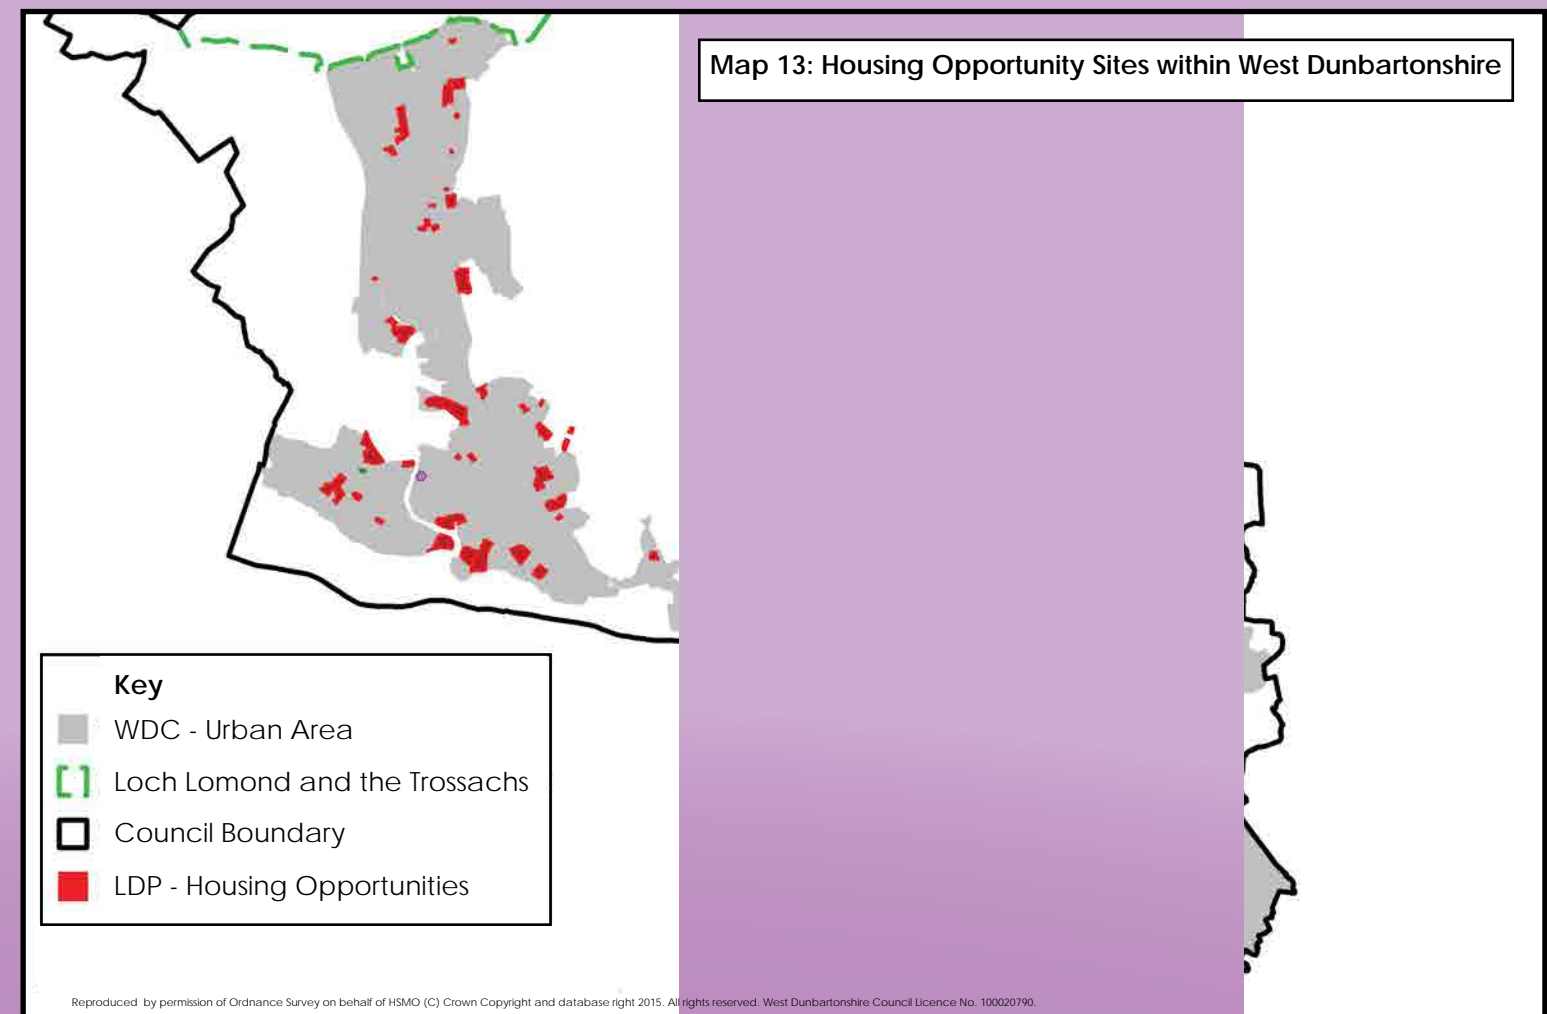 Map 13: Housing Opportunity Sites within West Dunbartonshire
Key
WDC - Urban Area
Loch Lomond and the Trossachs
Council Boundary
LDP - Housing Opportunities
Reproduced by permission of Ordnance Survey on behalf of HSMO (C) Crown Copyright and database right 2015. All rights reserved. West Dunbartonshire Council Licence No. 100020790.